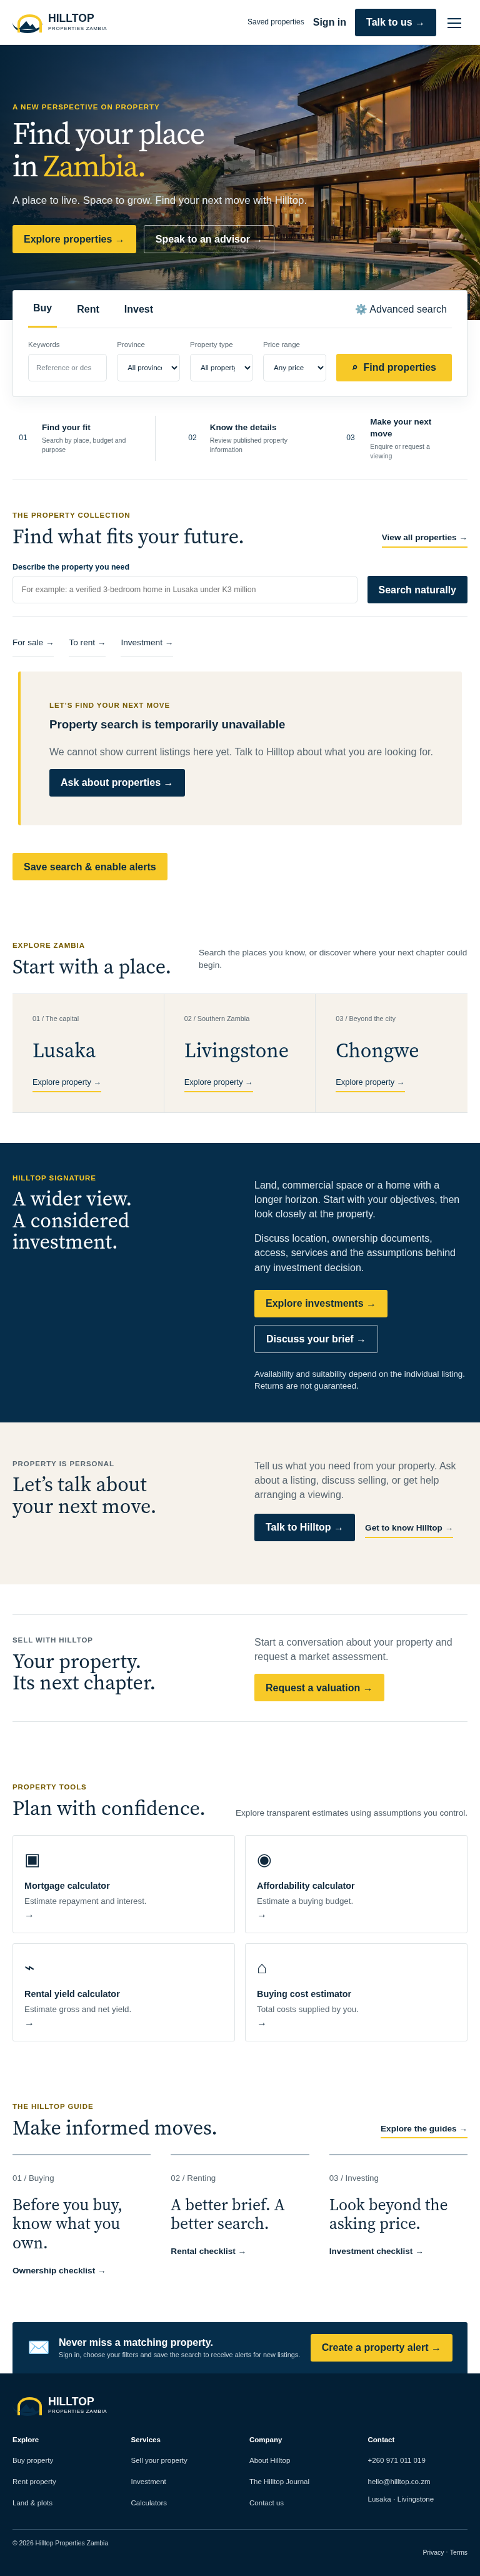 HILLTOP
PROPERTIES ZAMBIA
Saved properties
Sign in
Talk to us →
A NEW PERSPECTIVE ON PROPERTY
Find your place
in Zambia.
A place to live. Space to grow. Find your next move with Hilltop.
Explore properties →
Speak to an advisor →
Buy
Rent
Invest
Advanced search
Keywords
Province
Property type
Price range
Reference or des
All provinc
All property
Any price
Find properties
01
Find your fit
Search by place, budget and
purpose
02
Know the details
Review published property
information
03
Make your next
move
Enquire or request a
viewing
THE PROPERTY COLLECTION
Find what fits your future.
View all properties →
Describe the property you need
For example: a verified 3-bedroom home in Lusaka under K3 million
Search naturally
For sale →
To rent →
Investment →
LET'S FIND YOUR NEXT MOVE
Property search is temporarily unavailable
We cannot show current listings here yet. Talk to Hilltop about what you are looking for.
Ask about properties →
Save search & enable alerts
EXPLORE ZAMBIA
Start with a place.
Search the places you know, or discover where your next chapter could
begin.
01 / The capital
Lusaka
Explore property →
02 / Southern Zambia
Livingstone
Explore property →
03 / Beyond the city
Chongwe
Explore property →
HILLTOP SIGNATURE
A wider view.
A considered
investment.
Land, commercial space or a home with a
longer horizon. Start with your objectives, then
look closely at the property.
Discuss location, ownership documents,
access, services and the assumptions behind
any investment decision.
Explore investments →
Discuss your brief →
Availability and suitability depend on the individual listing.
Returns are not guaranteed.
PROPERTY IS PERSONAL
Let’s talk about
your next move.
Tell us what you need from your property. Ask
about a listing, discuss selling, or get help
arranging a viewing.
Talk to Hilltop →
Get to know Hilltop →
SELL WITH HILLTOP
Your property.
Its next chapter.
Start a conversation about your property and
request a market assessment.
Request a valuation →
PROPERTY TOOLS
Plan with confidence.
Explore transparent estimates using assumptions you control.
Mortgage calculator
Estimate repayment and interest.
→
Affordability calculator
Estimate a buying budget.
→
Rental yield calculator
Estimate gross and net yield.
→
Buying cost estimator
Total costs supplied by you.
→
THE HILLTOP GUIDE
Make informed moves.
Explore the guides →
01 / Buying
Before you buy,
know what you
own.
Ownership checklist →
02 / Renting
A better brief. A
better search.
Rental checklist →
03 / Investing
Look beyond the
asking price.
Investment checklist →
Never miss a matching property.
Sign in, choose your filters and save the search to receive alerts for new listings.
Create a property alert →
HILLTOP
PROPERTIES ZAMBIA
Explore
Buy property
Rent property
Land & plots
Services
Sell your property
Investment
Calculators
Company
About Hilltop
The Hilltop Journal
Contact us
Contact
+260 971 011 019
hello@hilltop.co.zm
Lusaka · Livingstone
© 2026 Hilltop Properties Zambia
Privacy · Terms